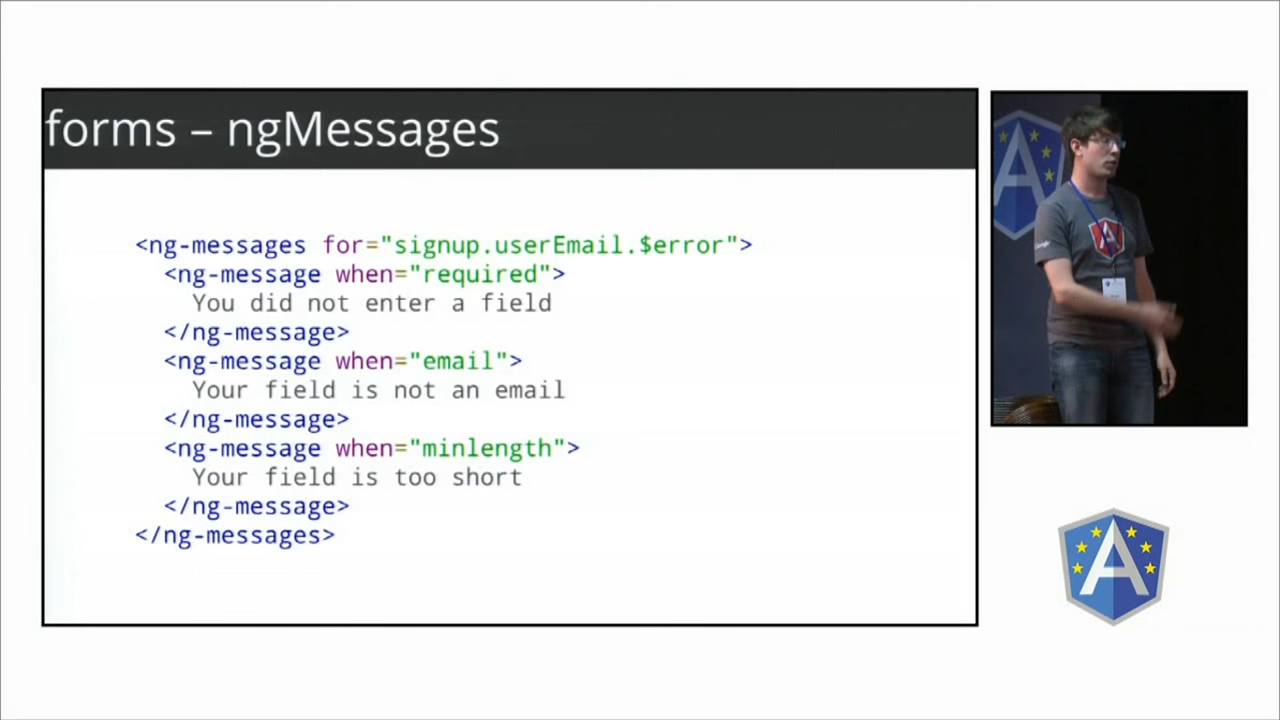 forms – ngMessages
<ng-messages for="signup.userEmail.$error">
<ng-message when="required">
You did not enter a field
</ng-message>
<ng-message when="email">
Your field is not an email
</ng-message>
<ng-message when="minlength">
Your field is too short
</ng-message>
</ng-messages>
A
A
A